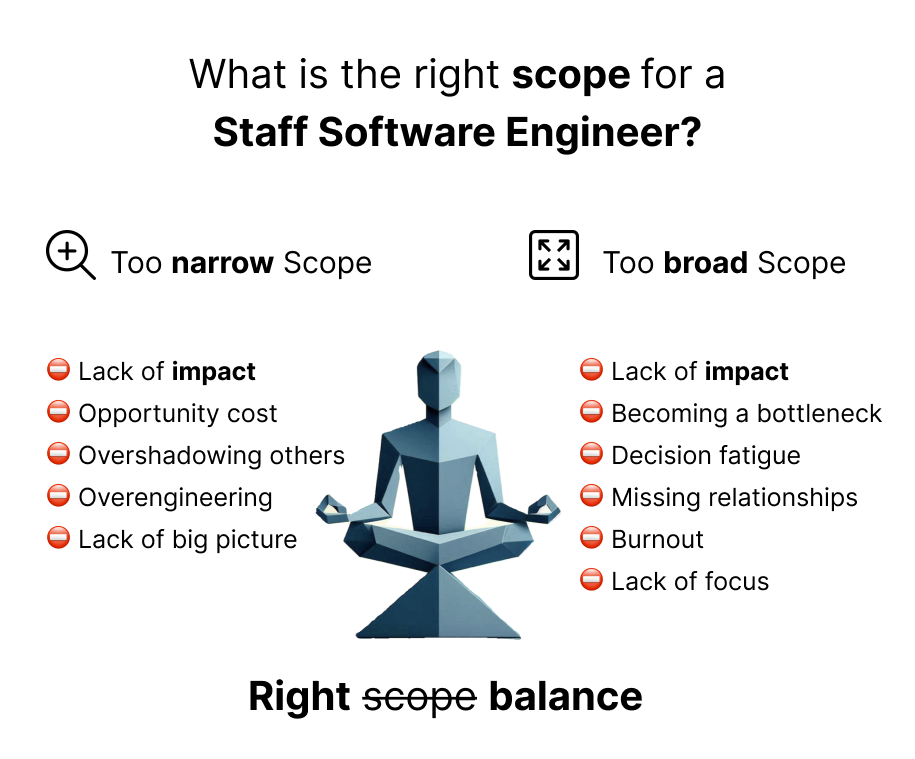 What is the right scope for a
Staff Software Engineer?
Too narrow Scope
Lack of impact
Opportunity cost
Overshadowing others
Overengineering
Lack of big picture
Too broad Scope
Lack of impact
Becoming a bottleneck
Decision fatigue
Missing relationships
Burnout
Lack of focus
Right scope balance